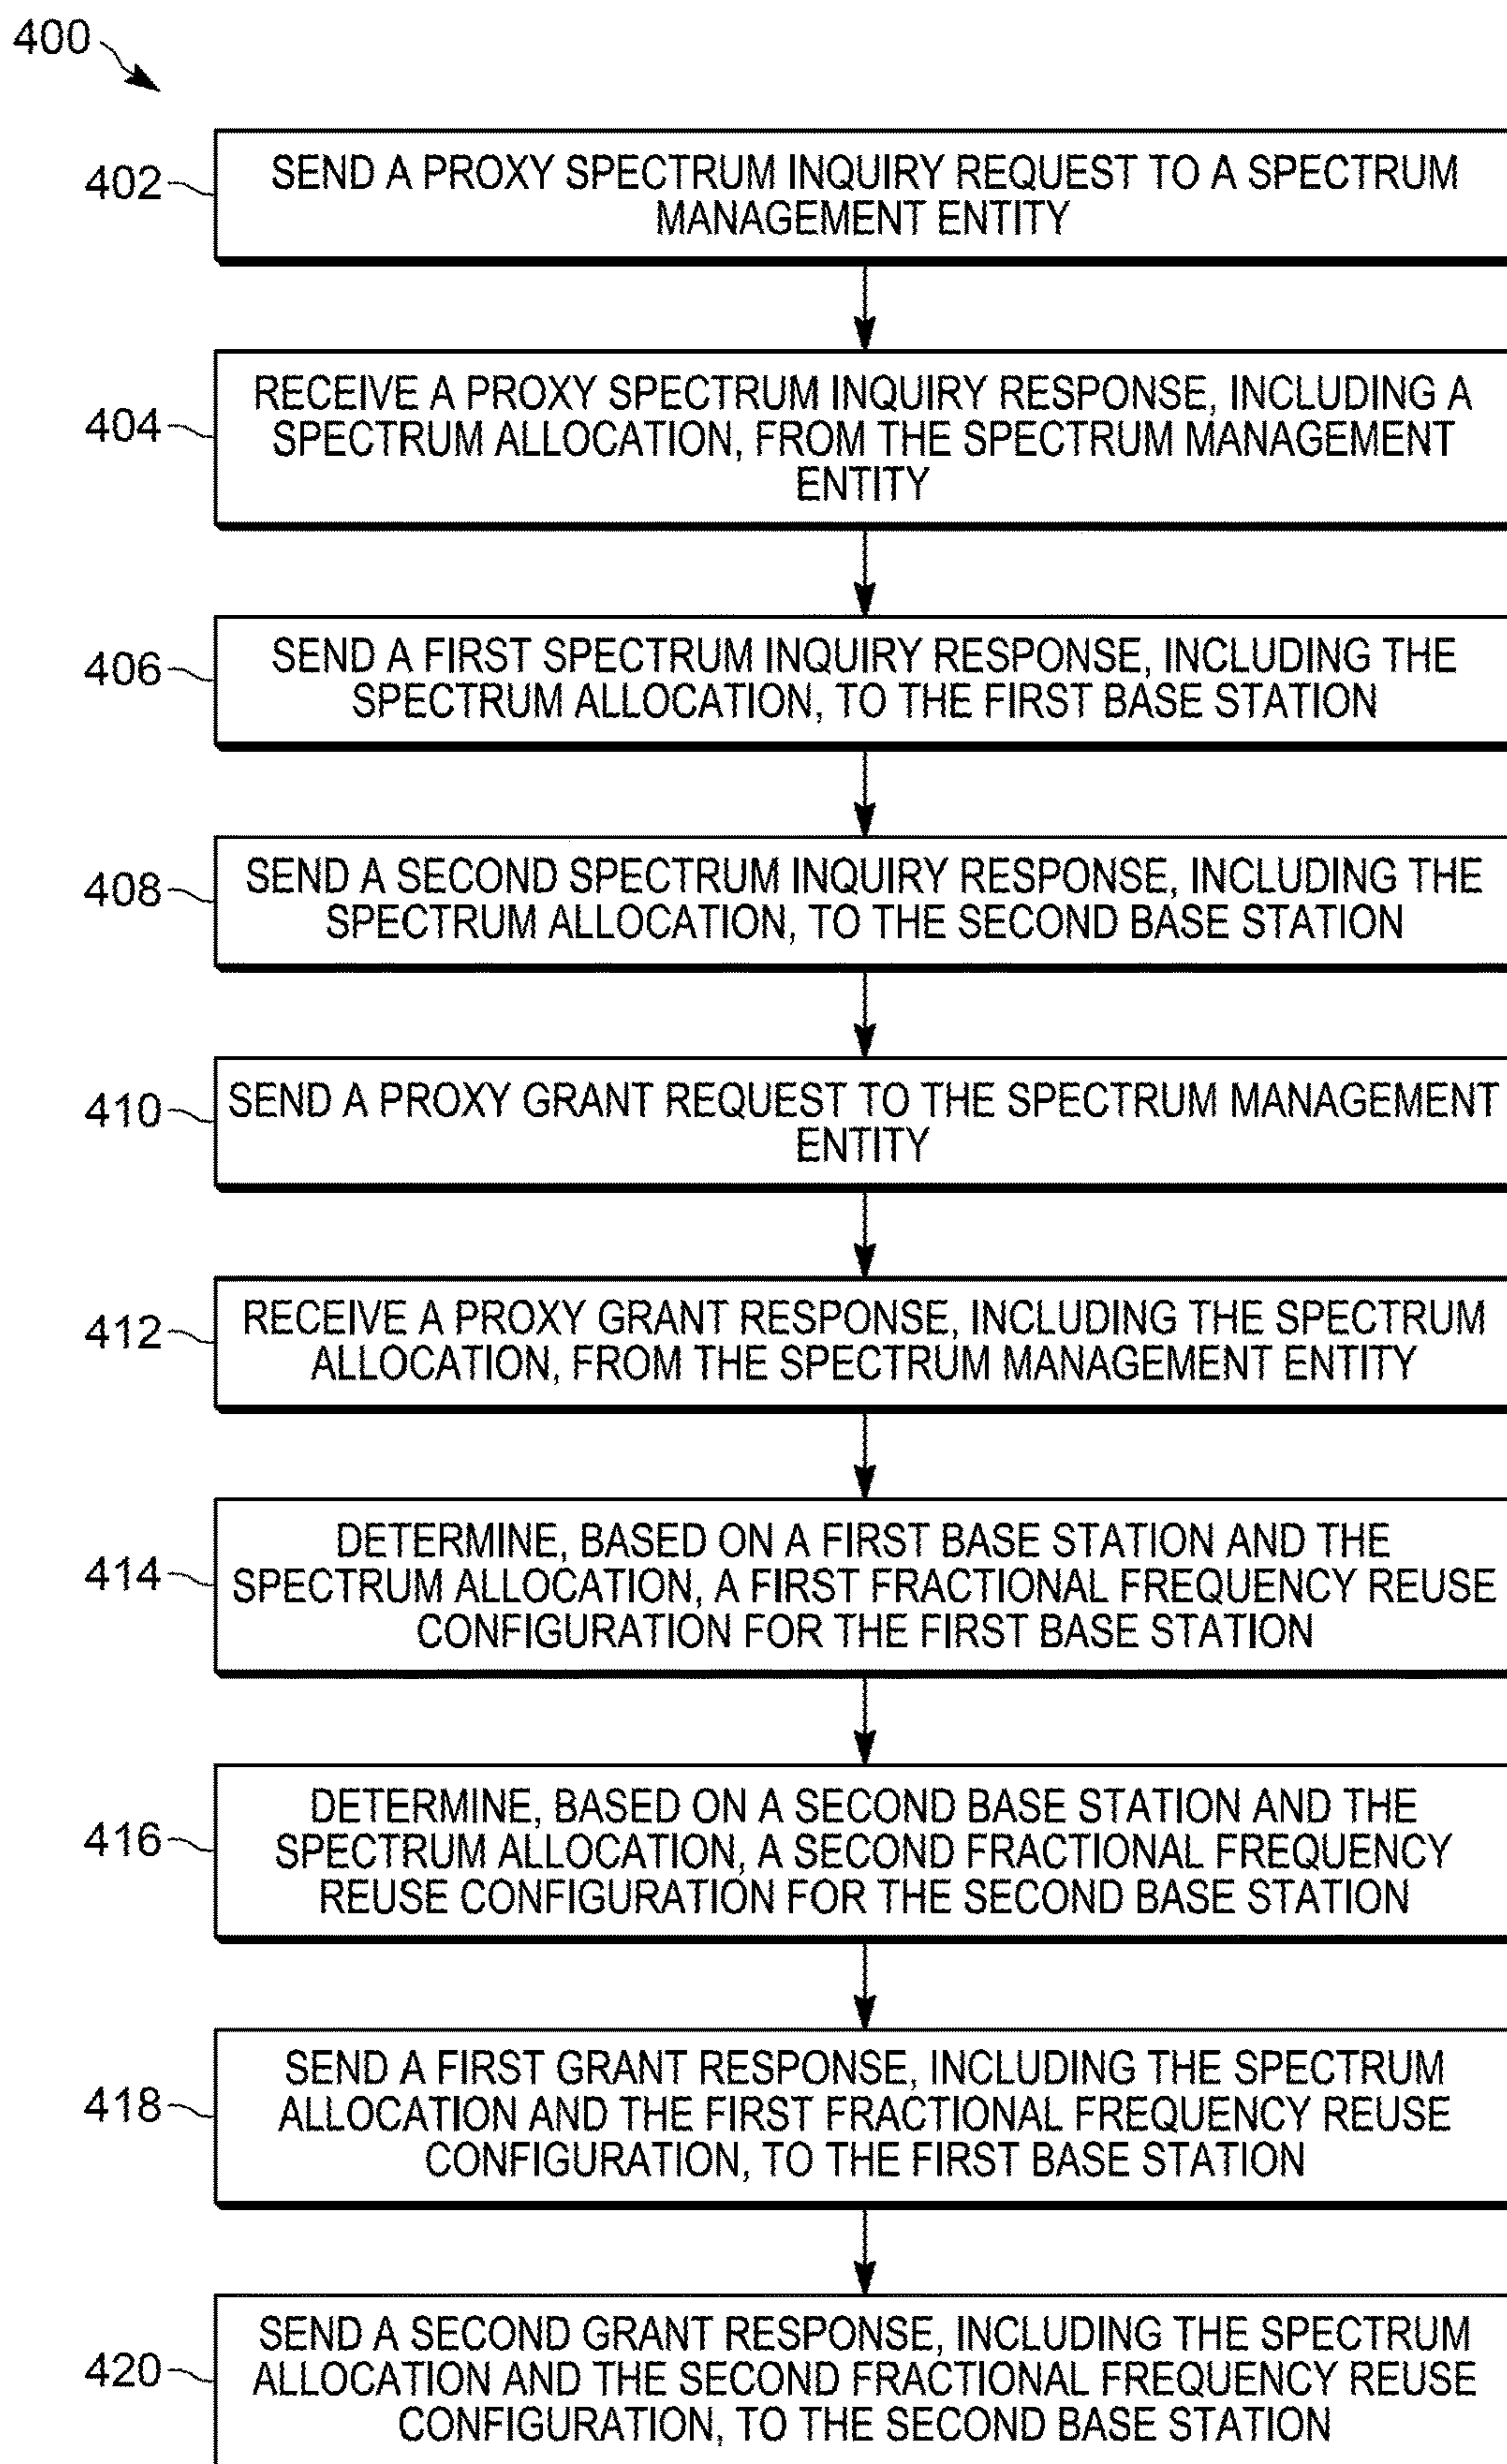 400
402
SEND A PROXY SPECTRUM INQUIRY REQUEST TO A SPECTRUM
MANAGEMENT ENTITY
404
RECEIVE A PROXY SPECTRUM INQUIRY RESPONSE, INCLUDING A
SPECTRUM ALLOCATION, FROM THE SPECTRUM MANAGEMENT
ENTITY
406
SEND A FIRST SPECTRUM INQUIRY RESPONSE, INCLUDING THE
SPECTRUM ALLOCATION, TO THE FIRST BASE STATION
408
SEND A SECOND SPECTRUM INQUIRY RESPONSE, INCLUDING THE
SPECTRUM ALLOCATION, TO THE SECOND BASE STATION
410
SEND A PROXY GRANT REQUEST TO THE SPECTRUM MANAGEMENT
ENTITY
412
RECEIVE A PROXY GRANT RESPONSE, INCLUDING THE SPECTRUM
ALLOCATION, FROM THE SPECTRUM MANAGEMENT ENTITY
414
DETERMINE, BASED ON A FIRST BASE STATION AND THE
SPECTRUM ALLOCATION, A FIRST FRACTIONAL FREQUENCY REUSE
CONFIGURATION FOR THE FIRST BASE STATION
416
DETERMINE, BASED ON A SECOND BASE STATION AND THE
SPECTRUM ALLOCATION, A SECOND FRACTIONAL FREQUENCY
REUSE CONFIGURATION FOR THE SECOND BASE STATION
418
SEND A FIRST GRANT RESPONSE, INCLUDING THE SPECTRUM
ALLOCATION AND THE FIRST FRACTIONAL FREQUENCY REUSE
CONFIGURATION, TO THE FIRST BASE STATION
420
SEND A SECOND GRANT RESPONSE, INCLUDING THE SPECTRUM
ALLOCATION AND THE SECOND FRACTIONAL FREQUENCY REUSE
CONFIGURATION, TO THE SECOND BASE STATION